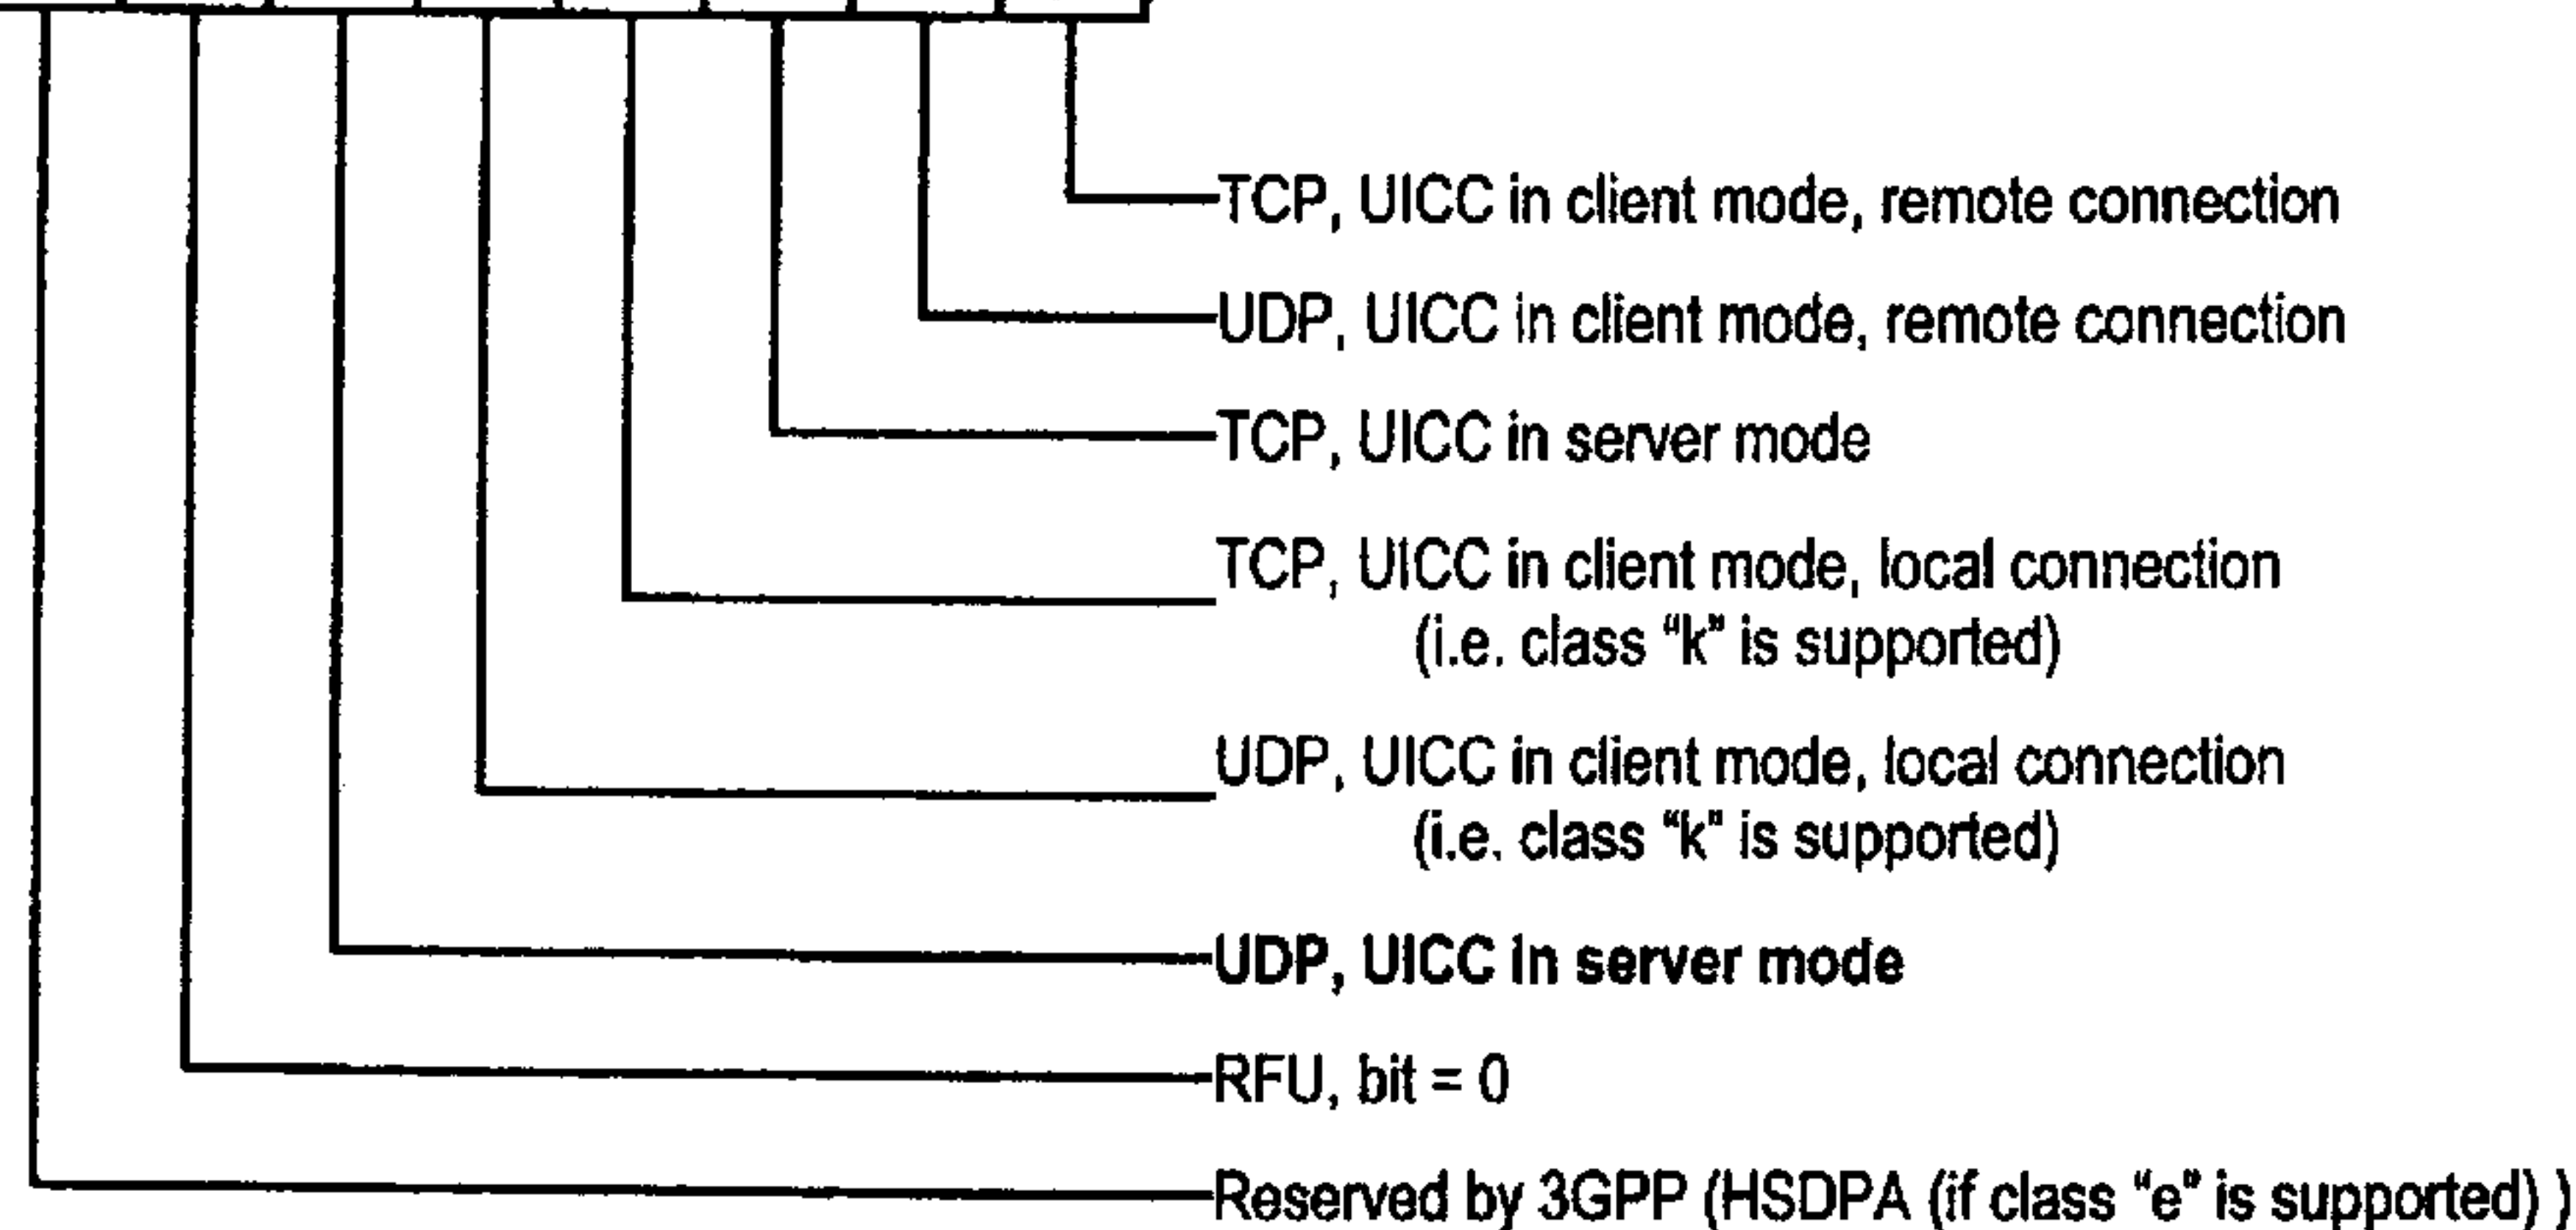 TCP, UICC in client mode, remote connection
UDP, UICC in client mode, remote connection
TCP, UICC in server mode
TCP, UICC in client mode, local connection
(i.e. class “k” is supported)
UDP, UICC in client mode, local connection
(i.e. class “k” is supported)
UDP, UICC in server mode
RFU, bit = 0
Reserved by 3GPP (HSDPA (if class “e” is supported) )